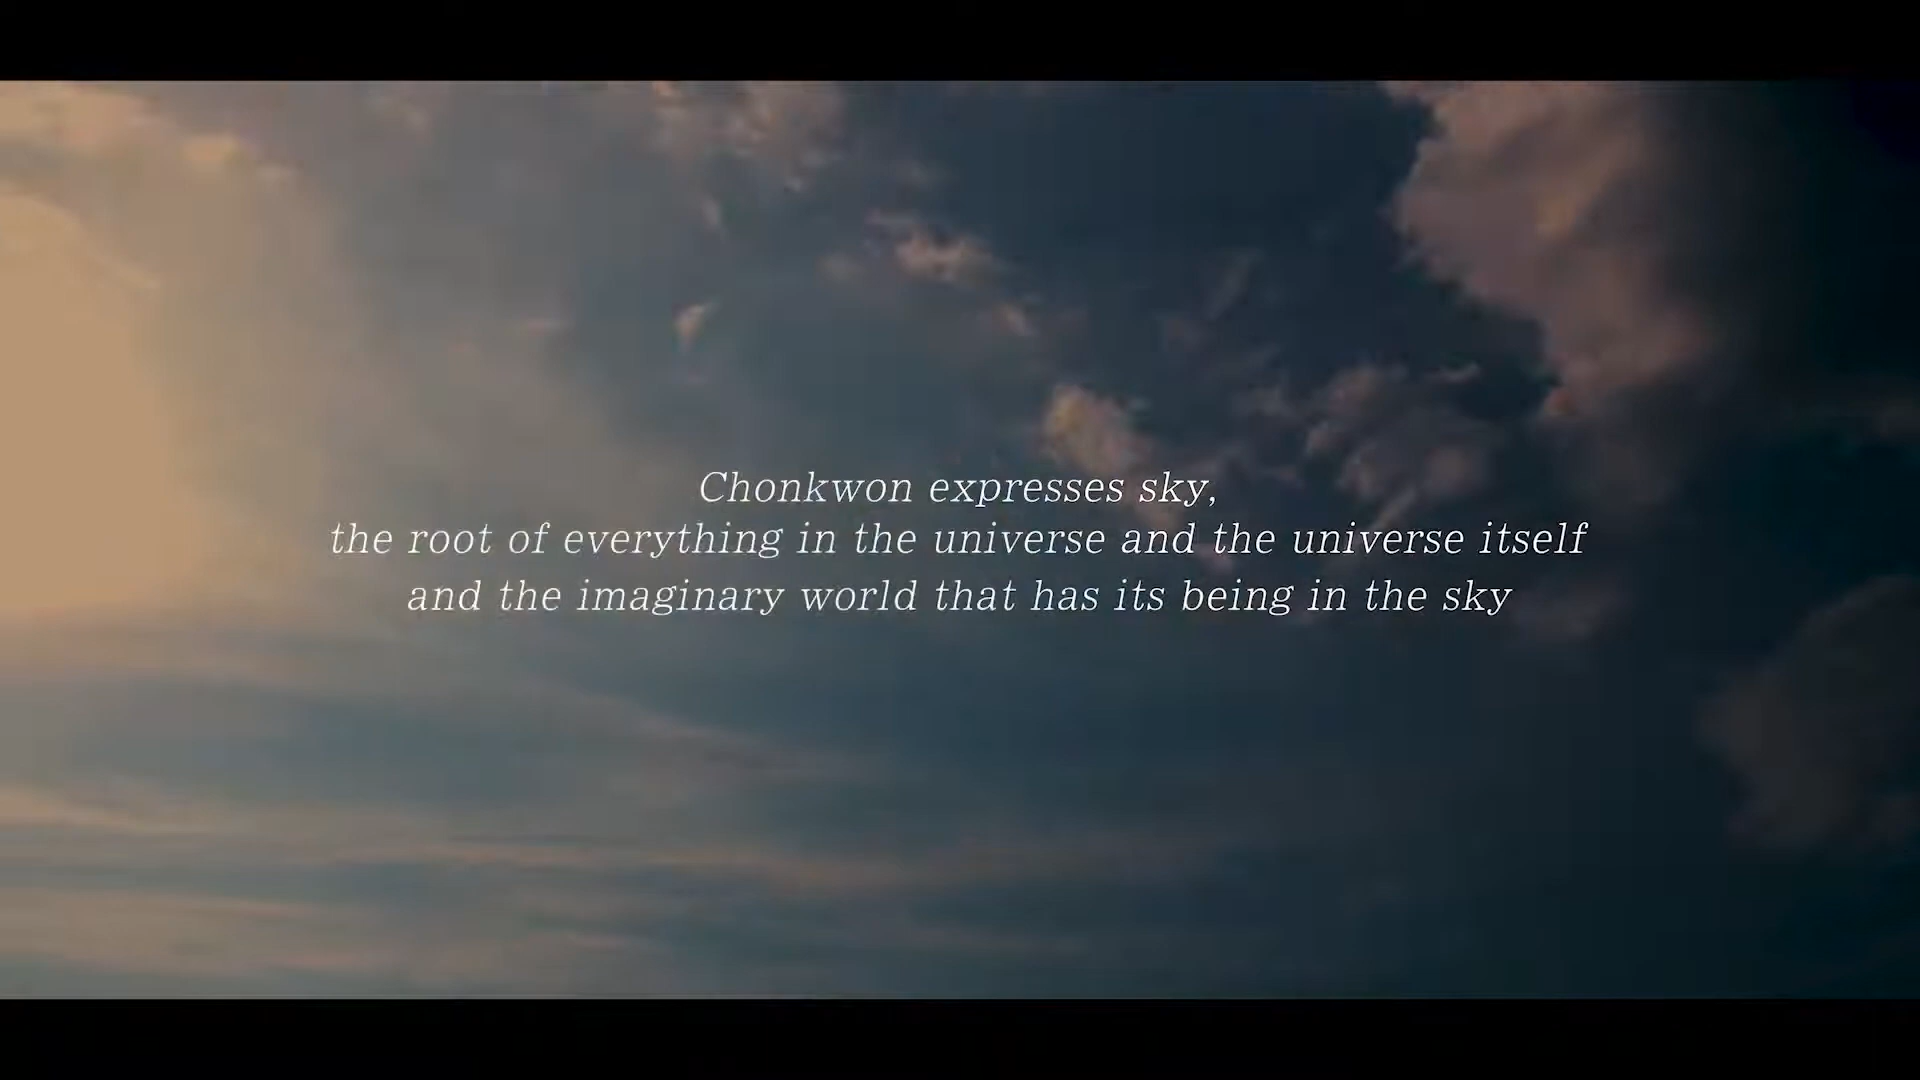 Chonkwon expresses sky,
the root of everything in the universe and the universe itself
and the imaginary world that has its being in the sky